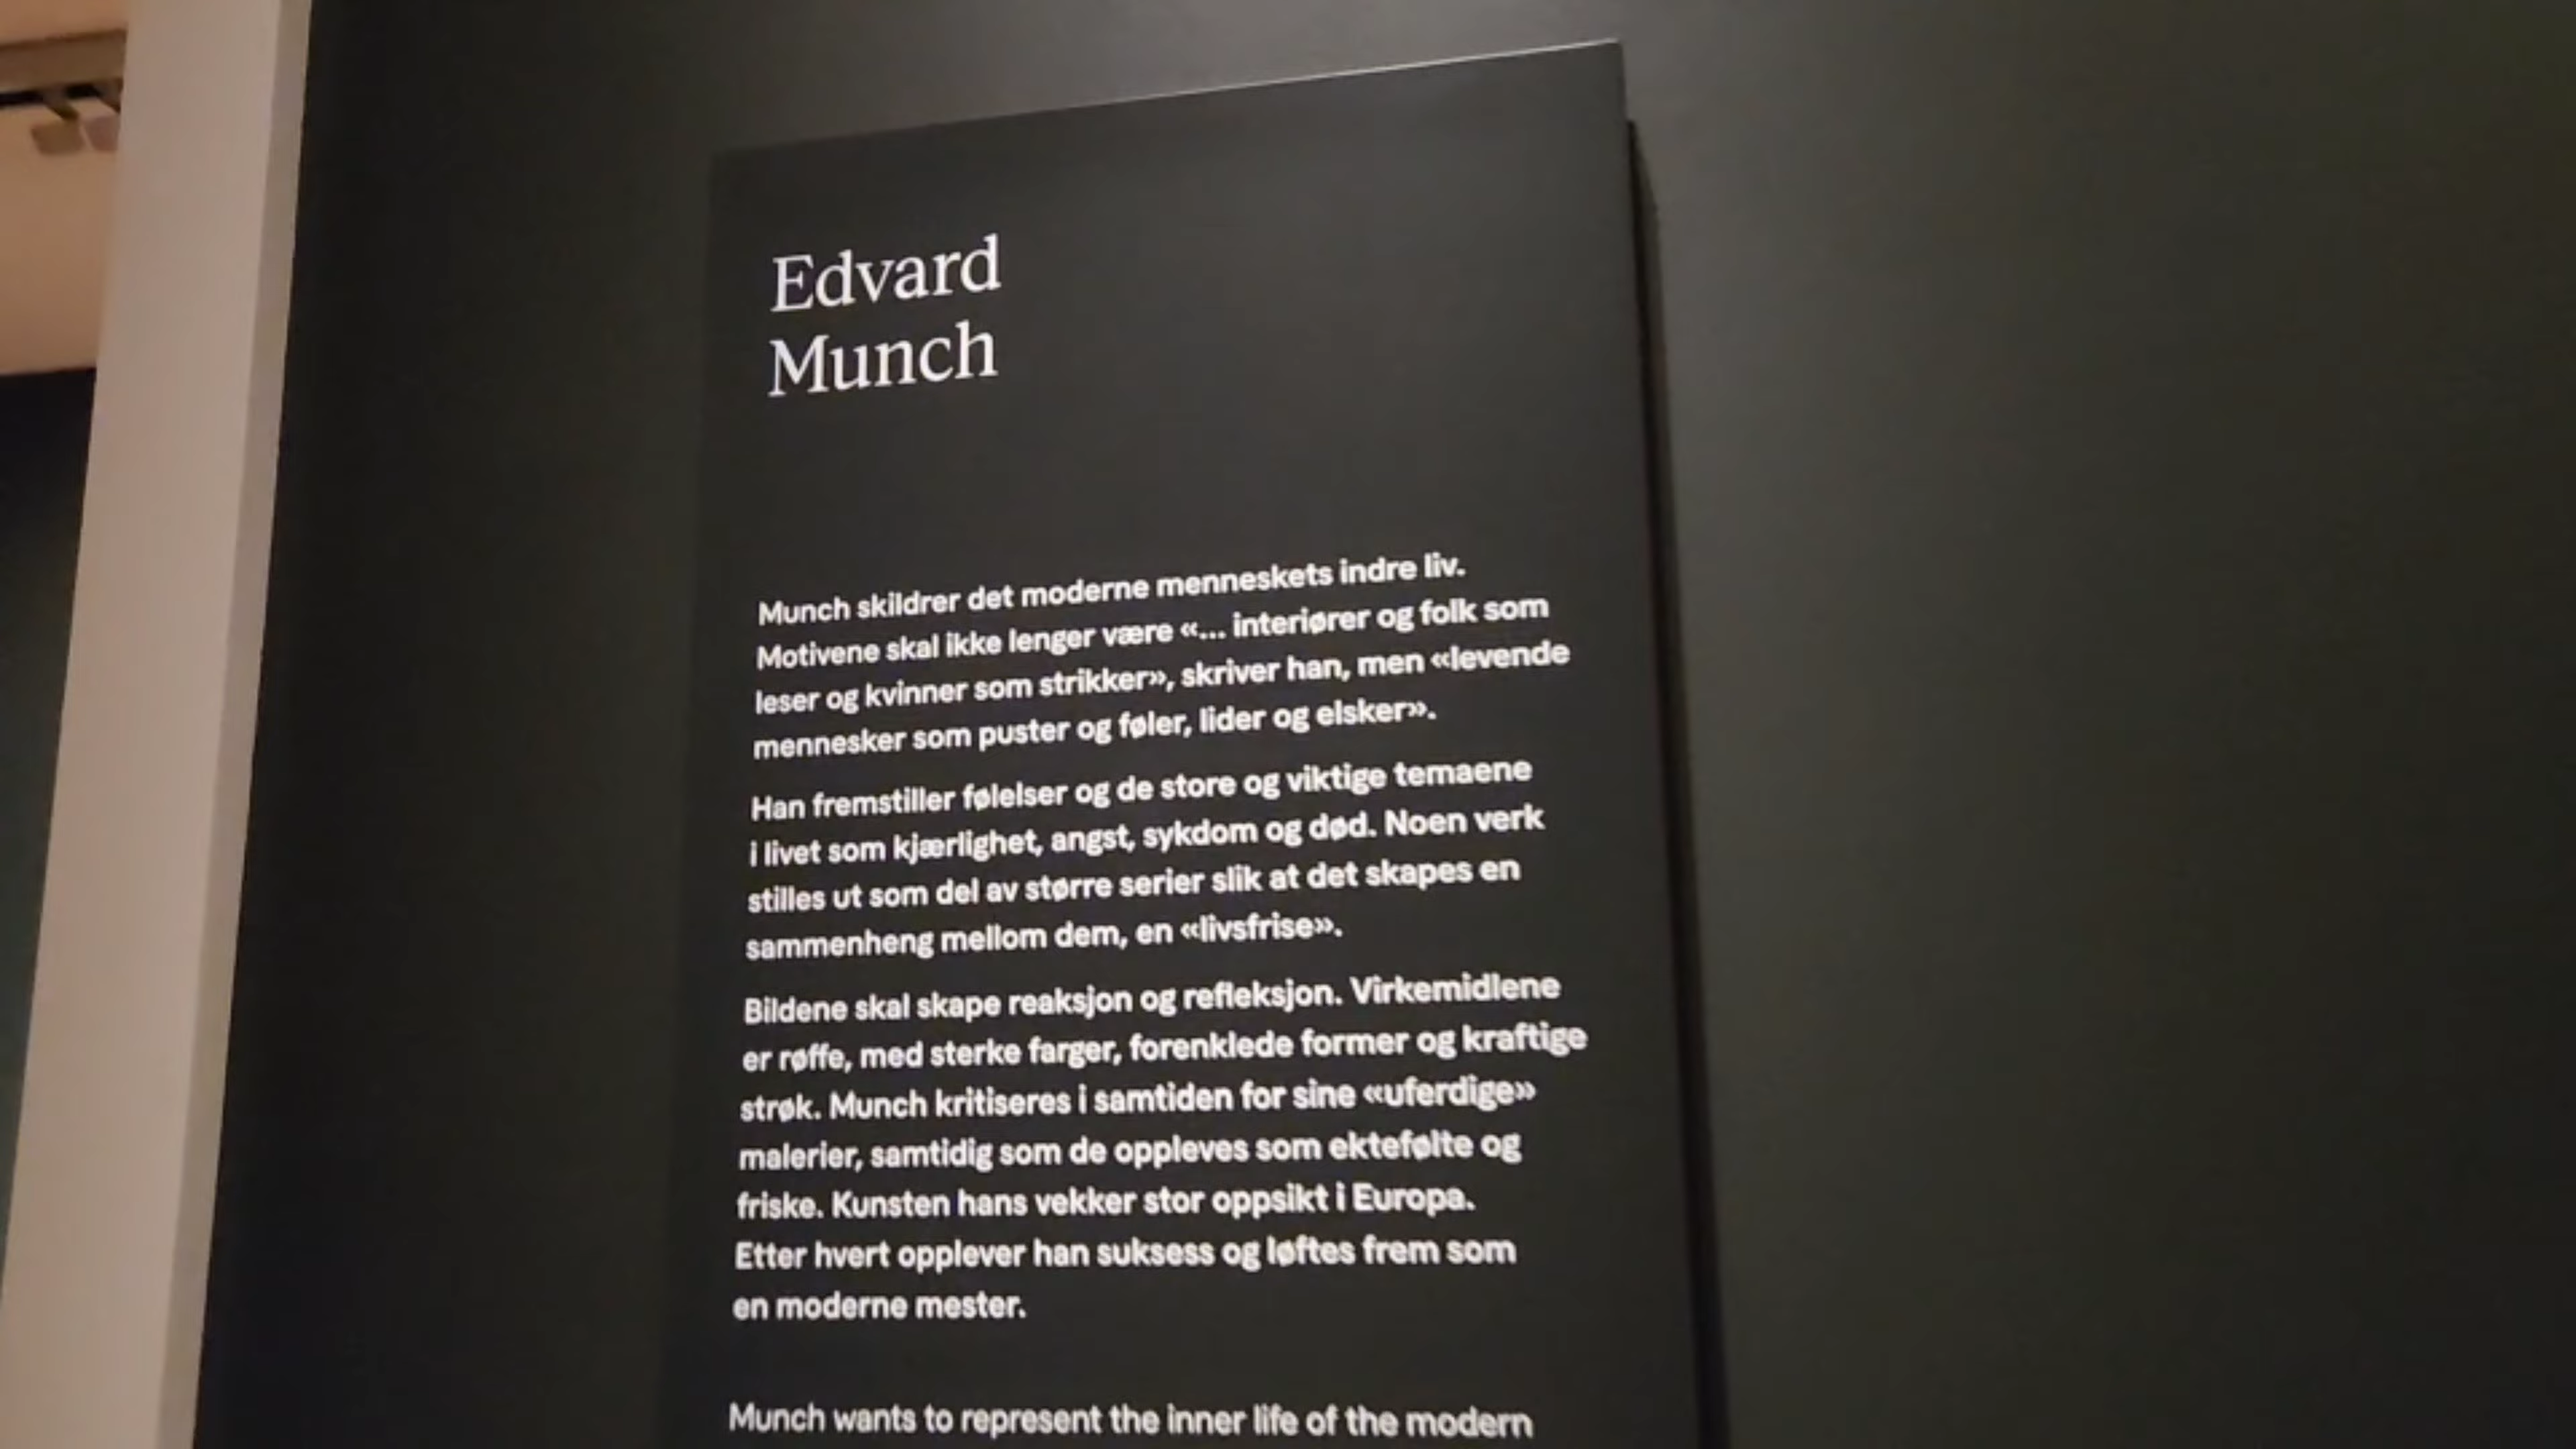 Edvard
Munch
Munch skildrer det moderne menneskets indre liv.
Motivene skal ikke lenger være «... interiører og folk som
leser og kvinner som strikker», skriver han, men «levende
mennesker som puster og føler, lider og elsker».
Han fremstiller følelser og de store og viktige temaene
i livet som kjærlighet, angst, sykdom og død. Noen verk
stilles ut som del av større serier slik at det skapes en
sammenheng mellom dem, en «livsfrise».
Bildene skal skape reaksjon og refleksjon. Virkemidlene
er røffe, med sterke farger, forenklede former og kraftige
strøk. Munch kritiseres i samtiden for sine «uferdige»
malerier, samtidig som de oppleves som ektefølte og
friske. Kunsten hans vekker stor oppsikt i Europa.
Etter hvert opplever han suksess og løftes frem som
en moderne mester.
Munch wants to represent the inner life of the modern